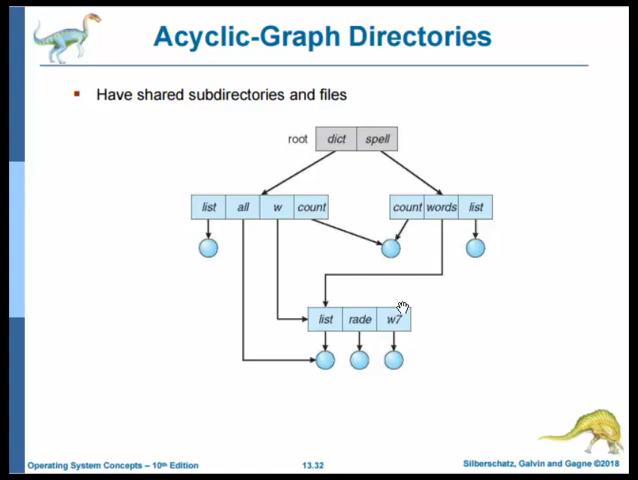 Acyclic-Graph Directories
▪ Have shared subdirectories and files
root dict spell
list all w count count words list
list rade w7
Operating System Concepts – 10th Edition 13.32 Silberschatz, Galvin and Gagne ©2018